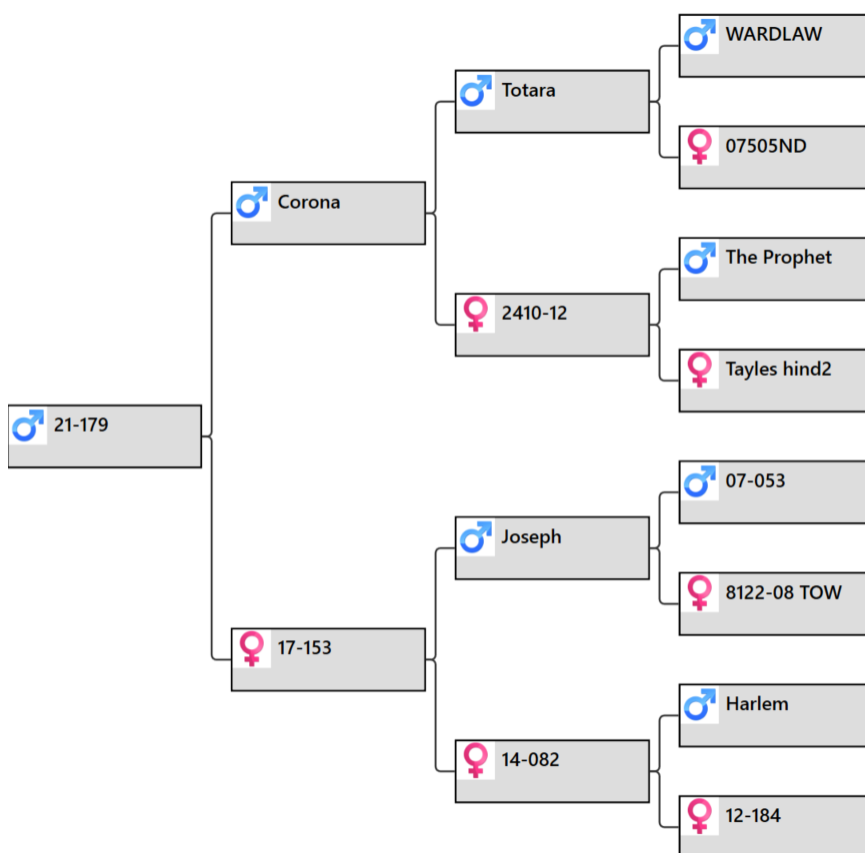 WARDLAW
Totara
07505ND
Corona
The Prophet
2410-12
Tayles hind2
21-179
07-053
Joseph
8122-08 TOW
17-153
Harlem
14-082
12-184